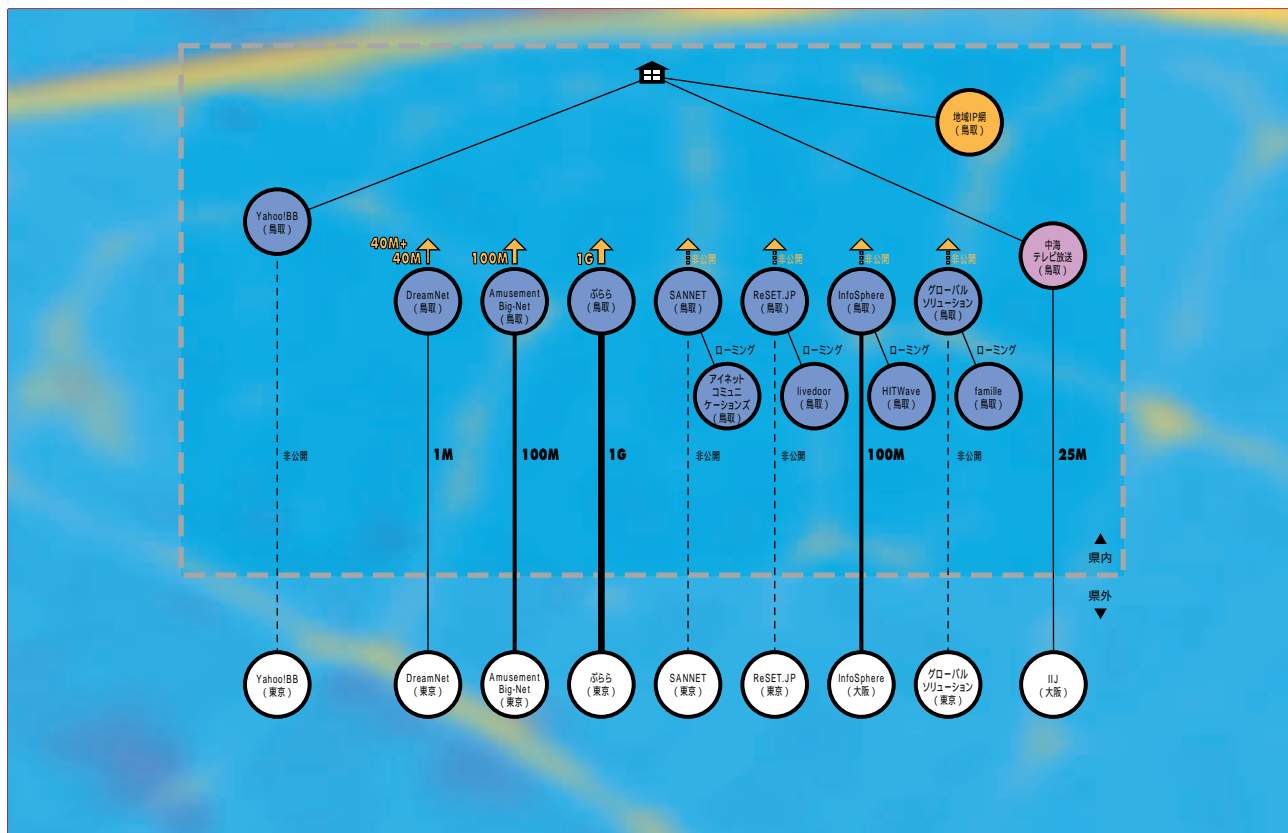 地域IP網
(鳥取)
Yahoo!BB
(鳥取)
中海
テレビ放送
(鳥取)
40M+
40M
100M
1G
非公開
非公開
非公開
非公開
DreamNet
(鳥取)
Amusement
Big-Net
(鳥取)
ぷらら
(鳥取)
SANNET
(鳥取)
ReSET.JP
(鳥取)
InfoSphere
(鳥取)
グローバル
ソリューション
(鳥取)
ローミング
ローミング
ローミング
ローミング
アイネット
コミュニ
ケーションズ
(鳥取)
livedoor
(鳥取)
HITWave
(鳥取)
famille
(鳥取)
非公開
1M
100M
1G
非公開
非公開
100M
非公開
25M
▲
県内
県外
▼
Yahoo!BB
(東京)
DreamNet
(東京)
Amusement
Big-Net
(東京)
ぷらら
(東京)
SANNET
(東京)
ReSET.JP
(東京)
InfoSphere
(大阪)
グローバル
ソリューション
(東京)
IIJ
(大阪)